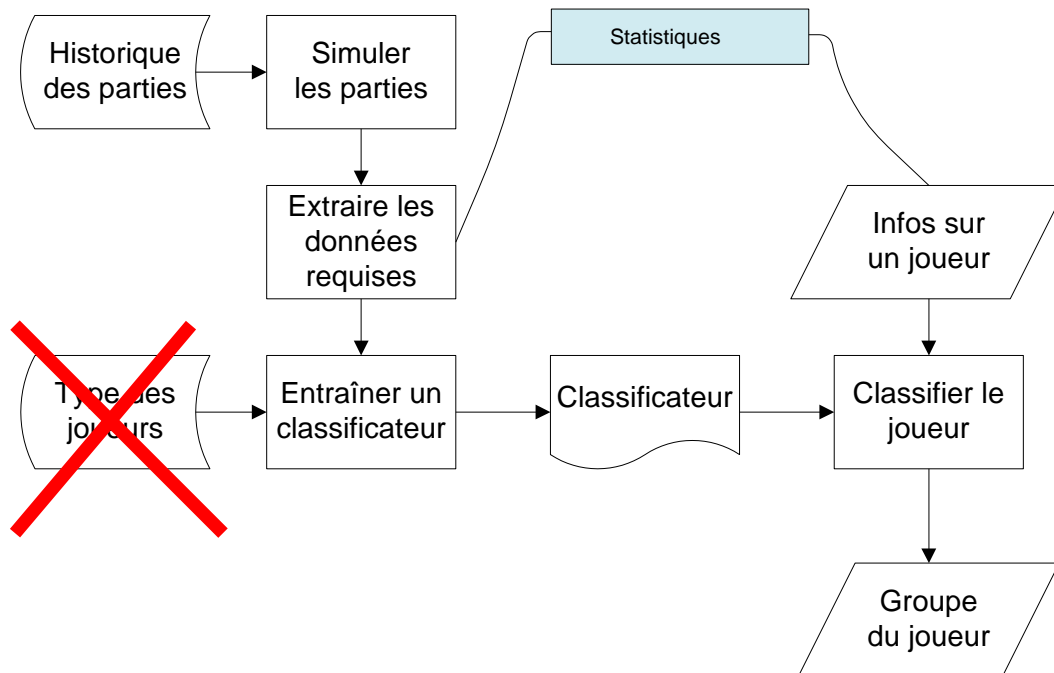 Historique
des parties
Simuler
les parties
Statistiques
Extraire les
données
requises
Infos sur
un joueur
Type des
joueurs
Entraîner un
classificateur
Classificateur
Classifier le
joueur
Groupe
du joueur